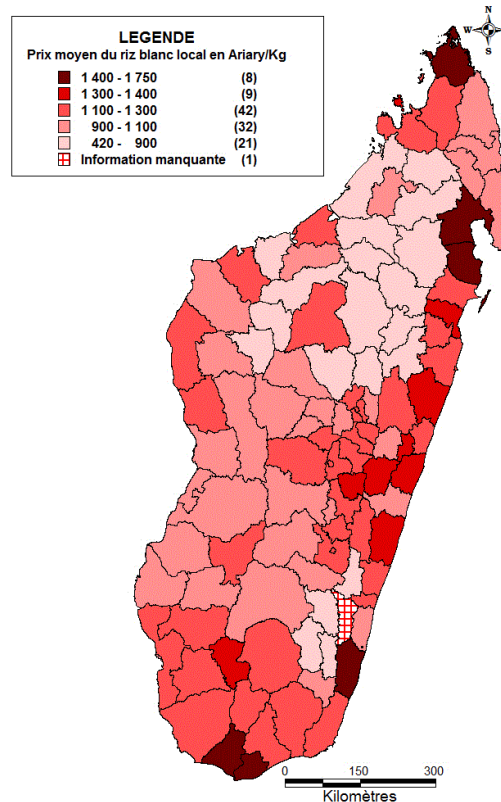 LEGENDE
Prix moyen du riz blanc local en Ariary/Kg
1 400 - 1 750 (8)
1 300 - 1 400 (9)
1 100 - 1 300 (42)
900 - 1 100 (32)
420 - 900 (21)
Information manquante (1)
N
W E
S
0 150 300
Kilomètres